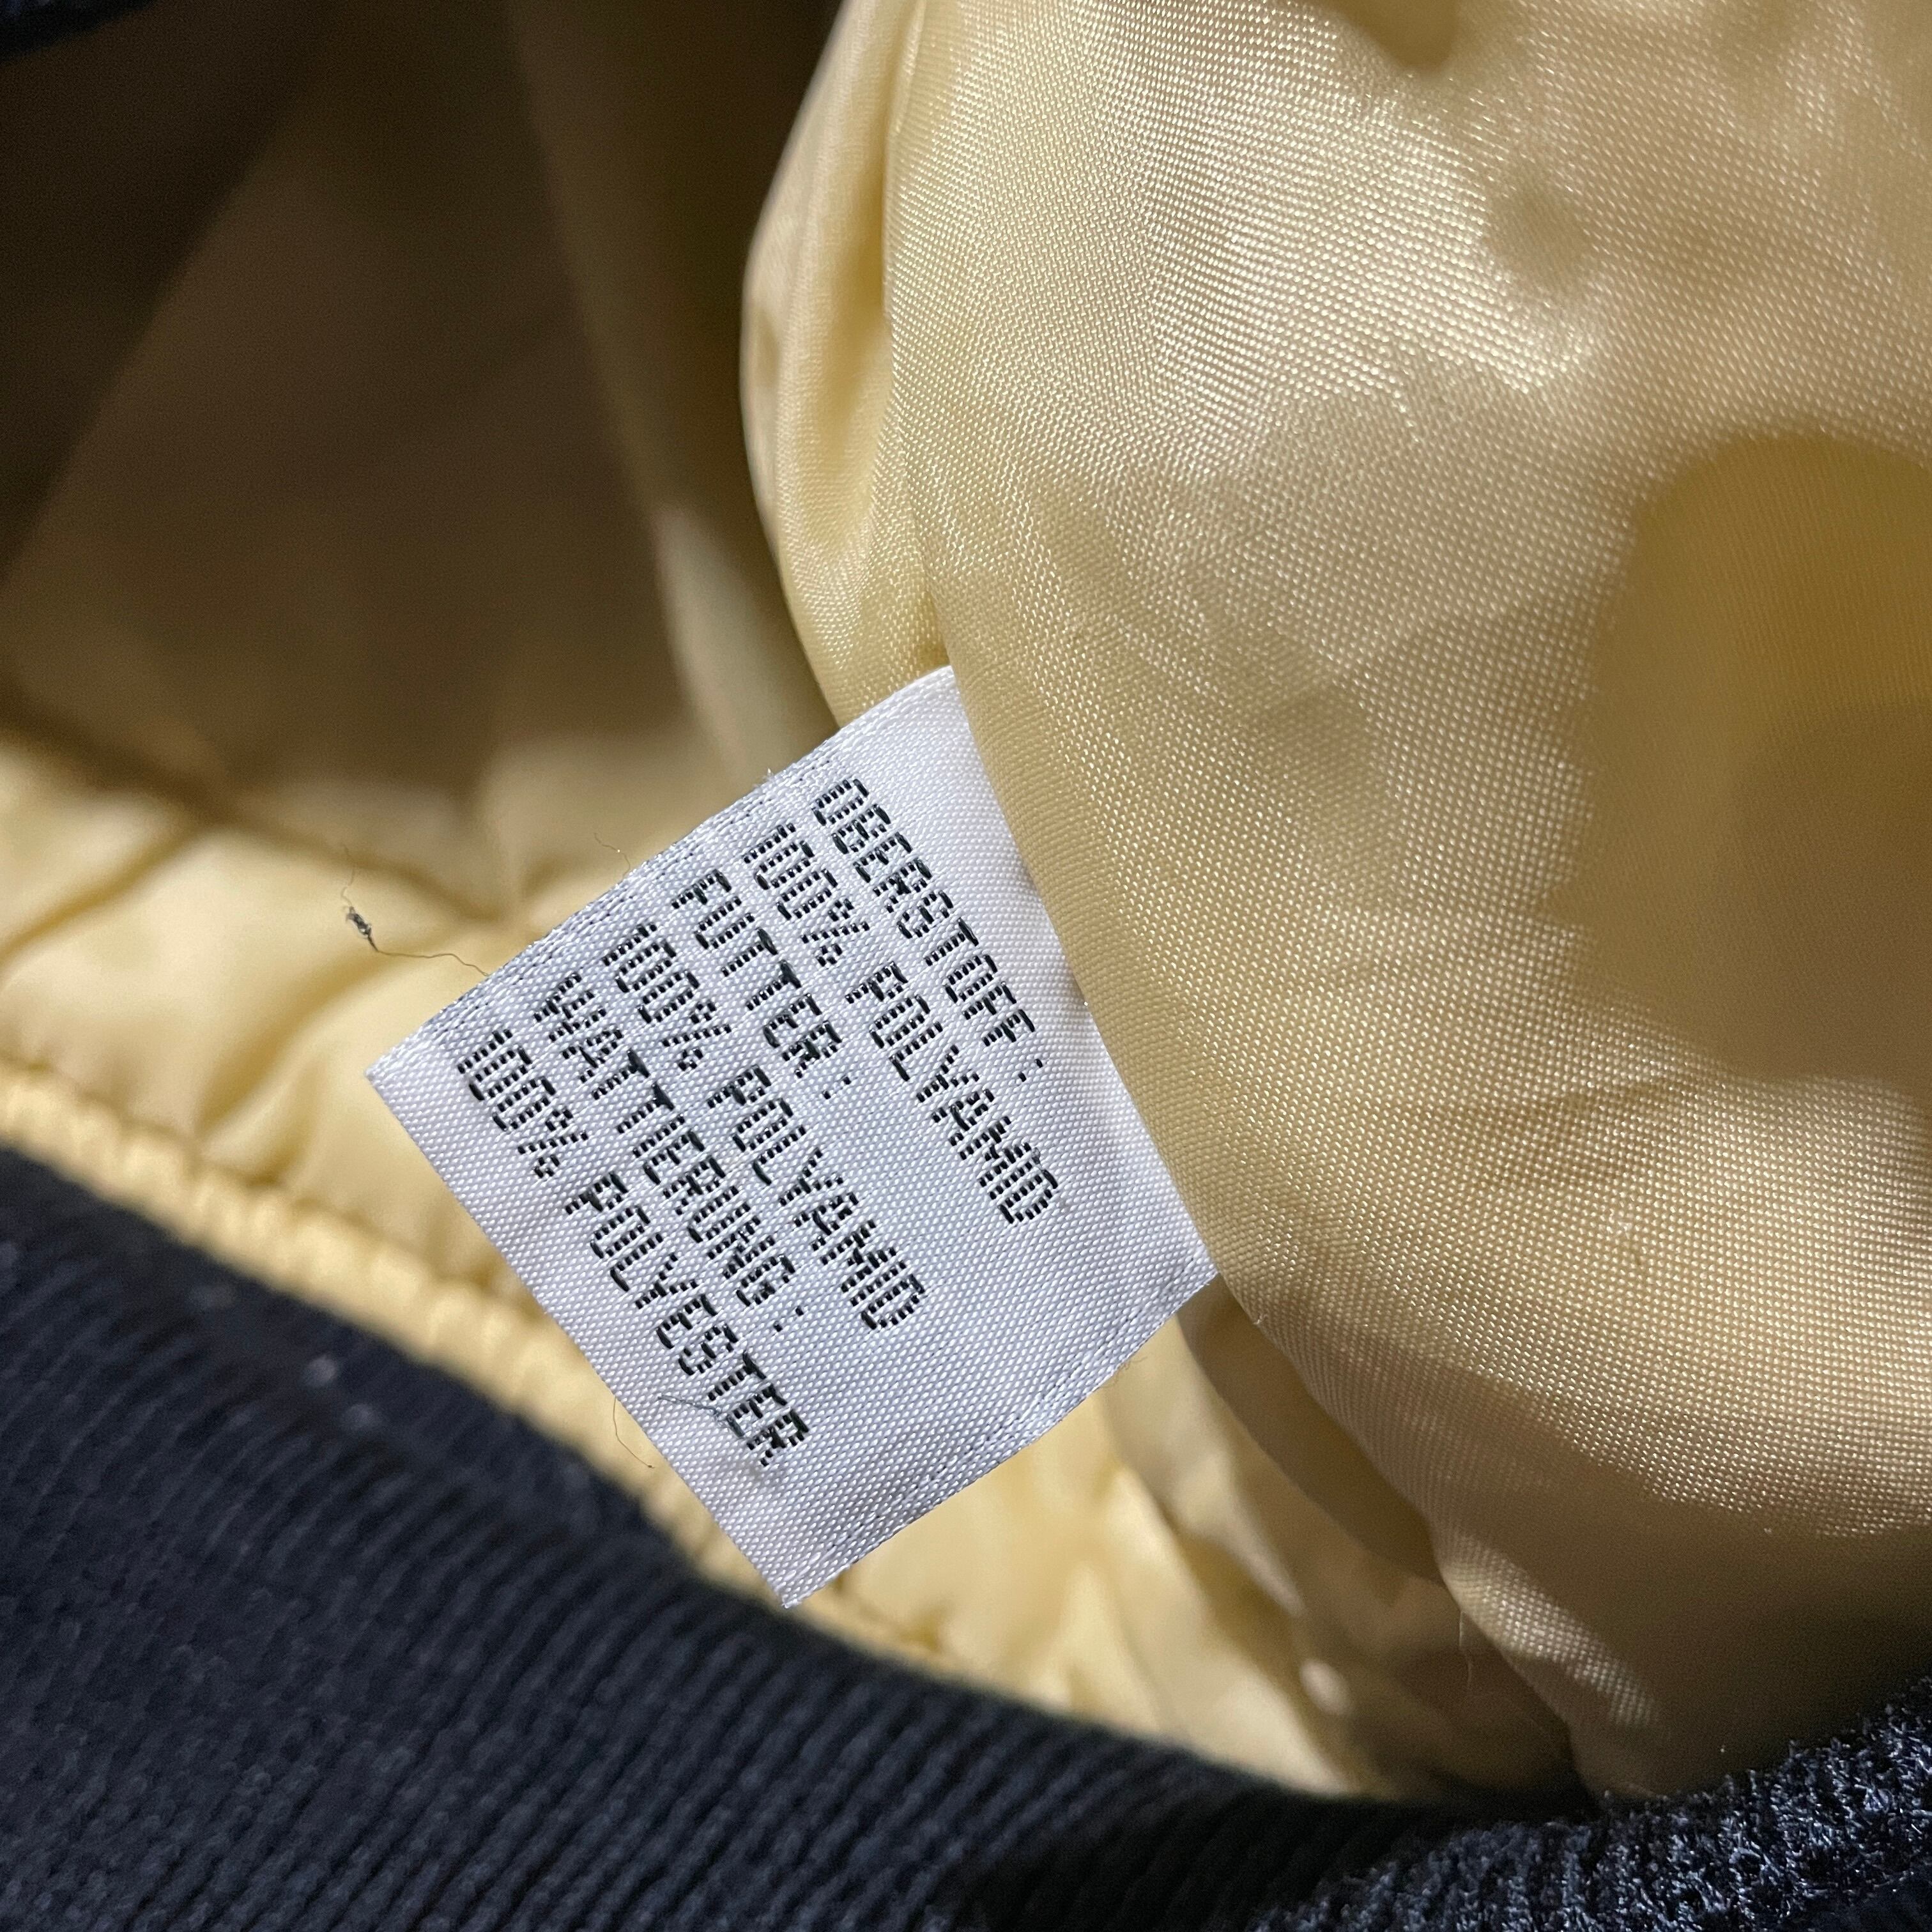 OBERSTOFF:
100% POLYAMID
FUTTER:
100% POLYAMID
WATTIERUNG:
100% POLYESTER